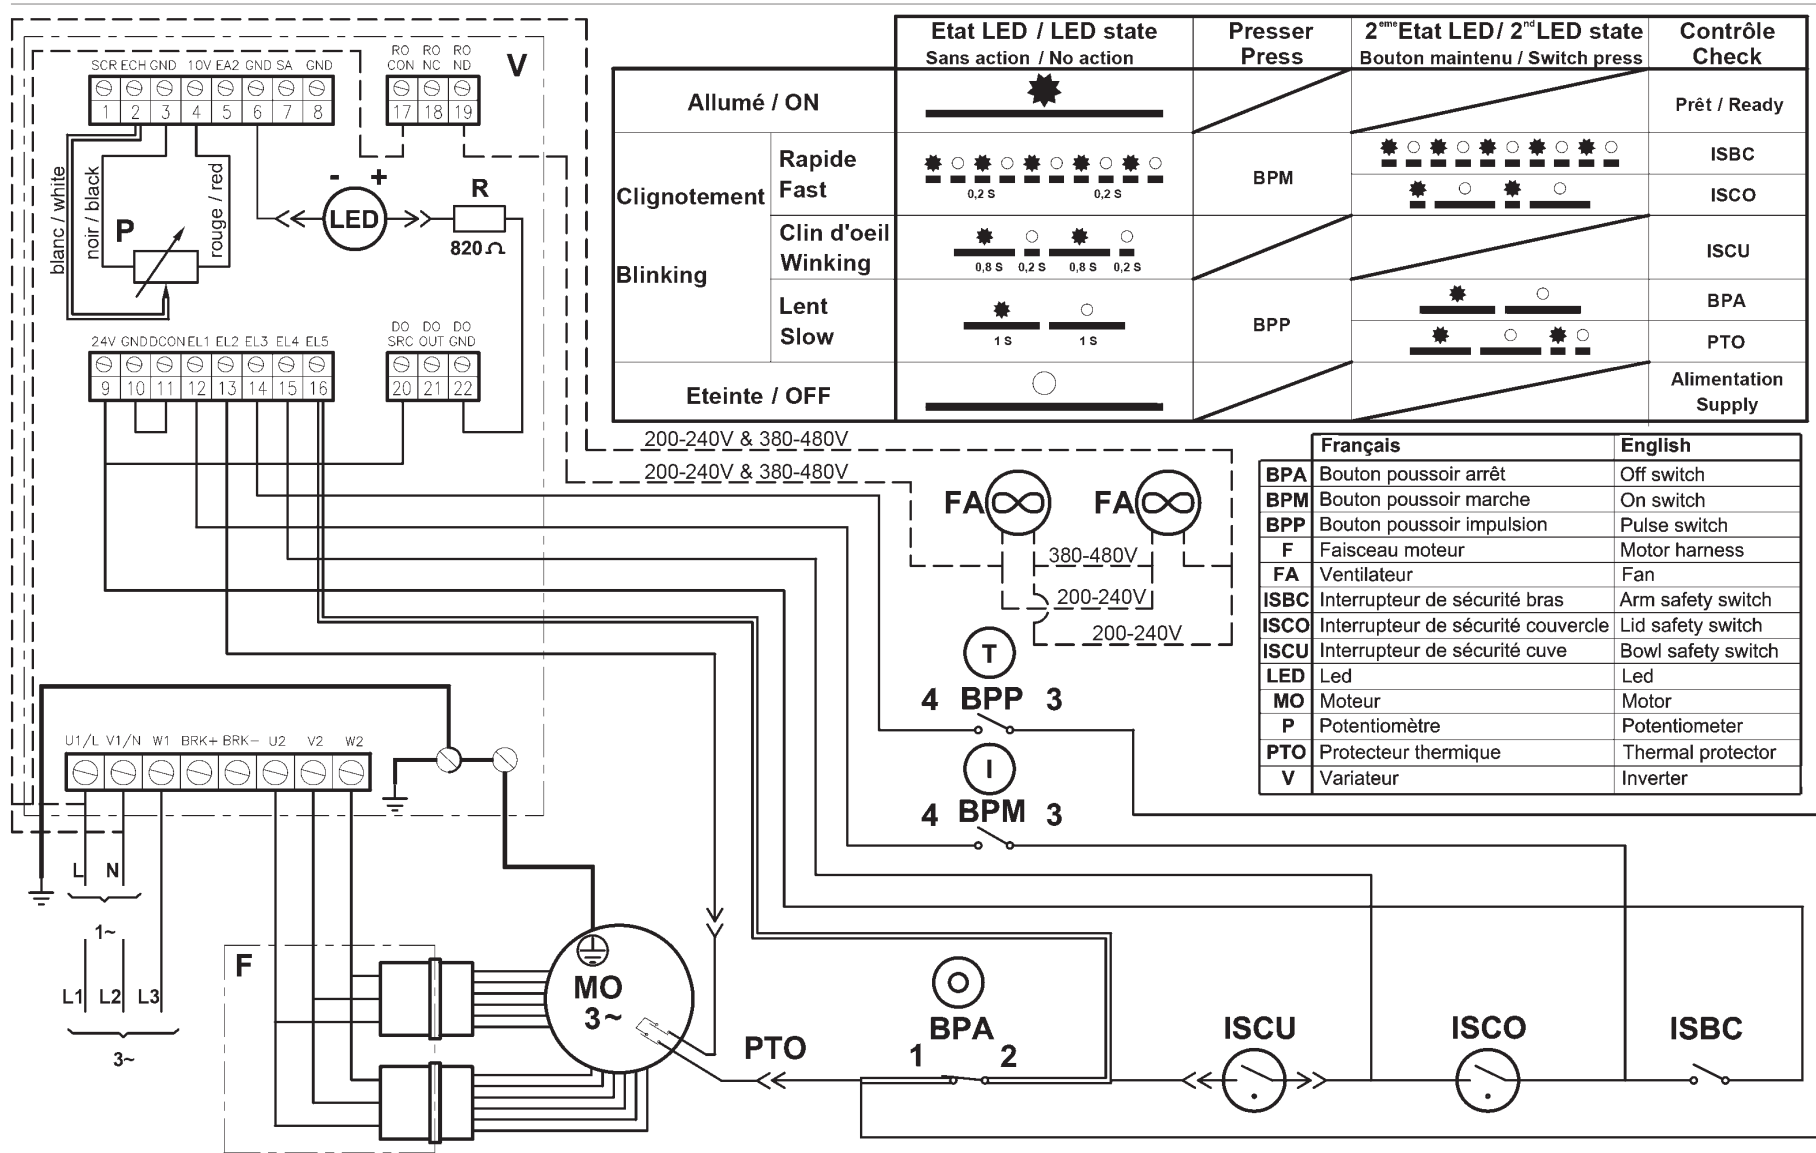 Etat LED / LED state
Sans action / No action
Presser
Press
2ᵉᵐᵉEtat LED/ 2ⁿᵈLED state
Bouton maintenu / Switch press
Contrôle
Check
Allumé / ON
Prêt / Ready
Clignotement
Blinking
Rapide
Fast
0,2 S 0,2 S
BPM
ISBC
ISCO
Clin d'oeil
Winking
0,8 S 0,2 S 0,8 S 0,2 S
ISCU
Lent
Slow
1 S 1 S
BPP
BPA
PTO
Eteinte / OFF
Alimentation
Supply
Français English
BPA Bouton poussoir arrêt Off switch
BPM Bouton poussoir marche On switch
BPP Bouton poussoir impulsion Pulse switch
F Faisceau moteur Motor harness
FA Ventilateur Fan
ISBC Interrupteur de sécurité bras Arm safety switch
ISCO Interrupteur de sécurité couvercle Lid safety switch
ISCU Interrupteur de sécurité cuve Bowl safety switch
LED Led Led
MO Moteur Motor
P Potentiomètre Potentiometer
PTO Protecteur thermique Thermal protector
V Variateur Inverter
SCR ECH GND 10V EA2 GND SA GND
1 2 3 4 5 6 7 8
RO RO RO
CON NC ND
17 18 19
V
blanc / white
noir / black
rouge / red
P
- +
LED
R
820 Ω
24V GND DCON EL1 EL2 EL3 EL4 EL5
9 10 11 12 13 14 15 16
DO DO DO
SRC OUT GND
20 21 22
200-240V & 380-480V
200-240V & 380-480V
FA FA
380-480V
200-240V
200-240V
T
4 BPP 3
I
4 BPM 3
U1/L V1/N W1 BRK+ BRK- U2 V2 W2
L N
1~
L1 L2 L3
3~
F
MO
3~
PTO
BPA
1 2
ISCU
ISCO
ISBC